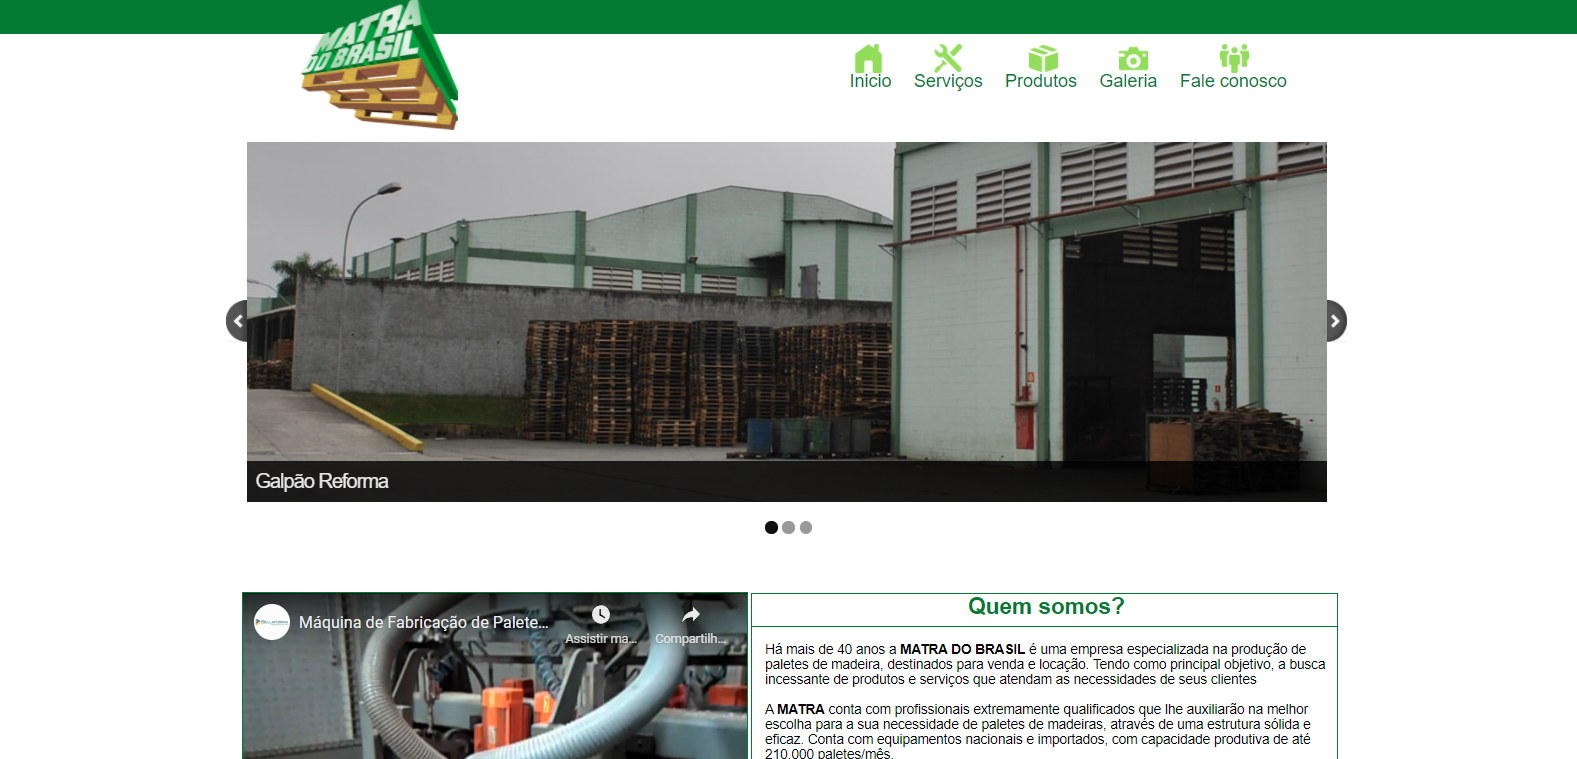 MATRA
DO BRASIL
Inicio
Serviços
Produtos
Galeria
Fale conosco
Galpão Reforma
Máquina de Fabricação de Palete...
Assistir ma...
Compartilh...
Quem somos?
Há mais de 40 anos a MATRA DO BRASIL é uma empresa especializada na produção de
paletes de madeira, destinados para venda e locação. Tendo como principal objetivo, a busca
incessante de produtos e serviços que atendam as necessidades de seus clientes
A MATRA conta com profissionais extremamente qualificados que lhe auxiliarão na melhor
escolha para a sua necessidade de paletes de madeiras, através de uma estrutura sólida e
eficaz. Conta com equipamentos nacionais e importados, com capacidade produtiva de até
210.000 paletes/mês.